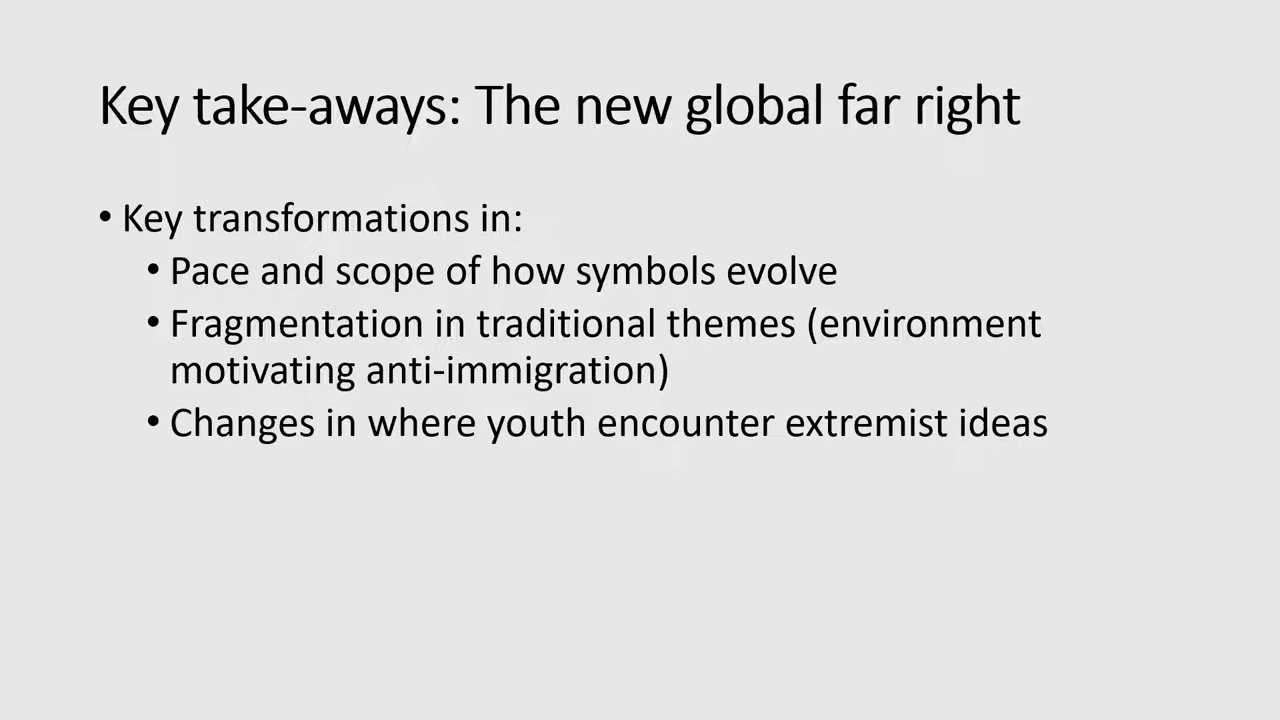 Key take-aways: The new global far right
• Key transformations in:
• Pace and scope of how symbols evolve
• Fragmentation in traditional themes (environment
motivating anti-immigration)
• Changes in where youth encounter extremist ideas